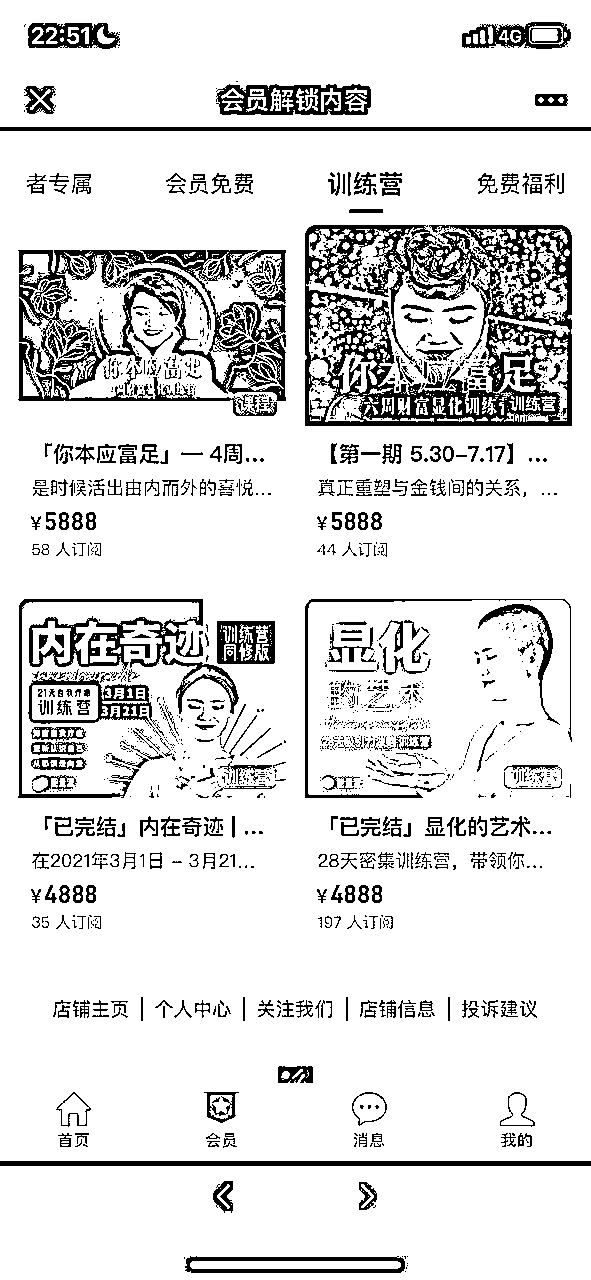 22:51
4G
会员解锁内容
者专属 会员免费 训练营 免费福利
你本应富足
课程
你本 富足
六周财富显化训练
训练营
「你本应富足」— 4周...
是时候活出由内而外的喜悦...
¥5888
58 人订阅
【第一期 5.30-7.17】...
真正重塑与金钱间的关系，...
¥5888
44 人订阅
内在奇迹
训练营
同修版
21天自我疗愈
训练营
3月1日
3月21日
训练营
显化
的艺术
训练营
「已完结」内在奇迹 | ...
在2021年3月1日 - 3月21...
¥4888
35 人订阅
「已完结」显化的艺术...
28天密集训练营，带领你...
¥4888
197 人订阅
店铺主页 | 个人中心 | 关注我们 | 店铺信息 | 投诉建议
首页 会员 消息 我的